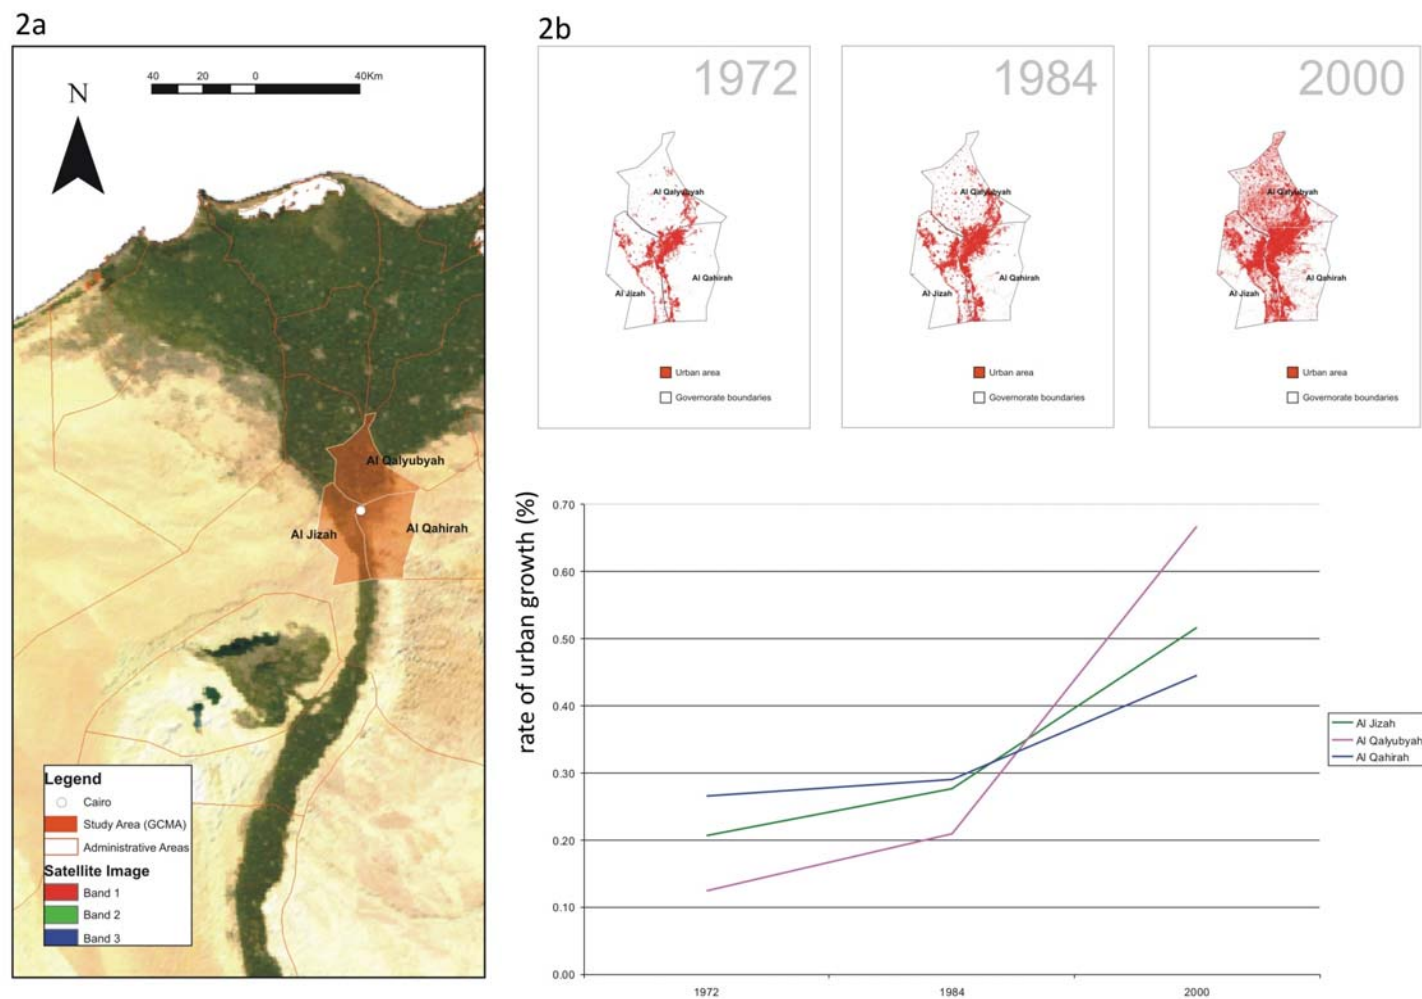 2a
40 20 0 40Km
N
Al Qalyubyah
Al Jizah
Al Qahirah
Legend
Cairo
Study Area (GCMA)
Administrative Areas
Satellite Image
Band 1
Band 2
Band 3
2b
1972
Al Qalyubyah
Al Qahirah
Al Jizah
Urban area
Governorate boundaries
1984
Al Qalyubyah
Al Qahirah
Al Jizah
Urban area
Governorate boundaries
2000
Al Qalyubyah
Al Qahirah
Al Jizah
Urban area
Governorate boundaries
rate of urban growth (%)
0.70
0.60
0.50
0.40
0.30
0.20
0.10
0.00
1972 1984 2000
Al Jizah
Al Qalyubyah
Al Qahirah